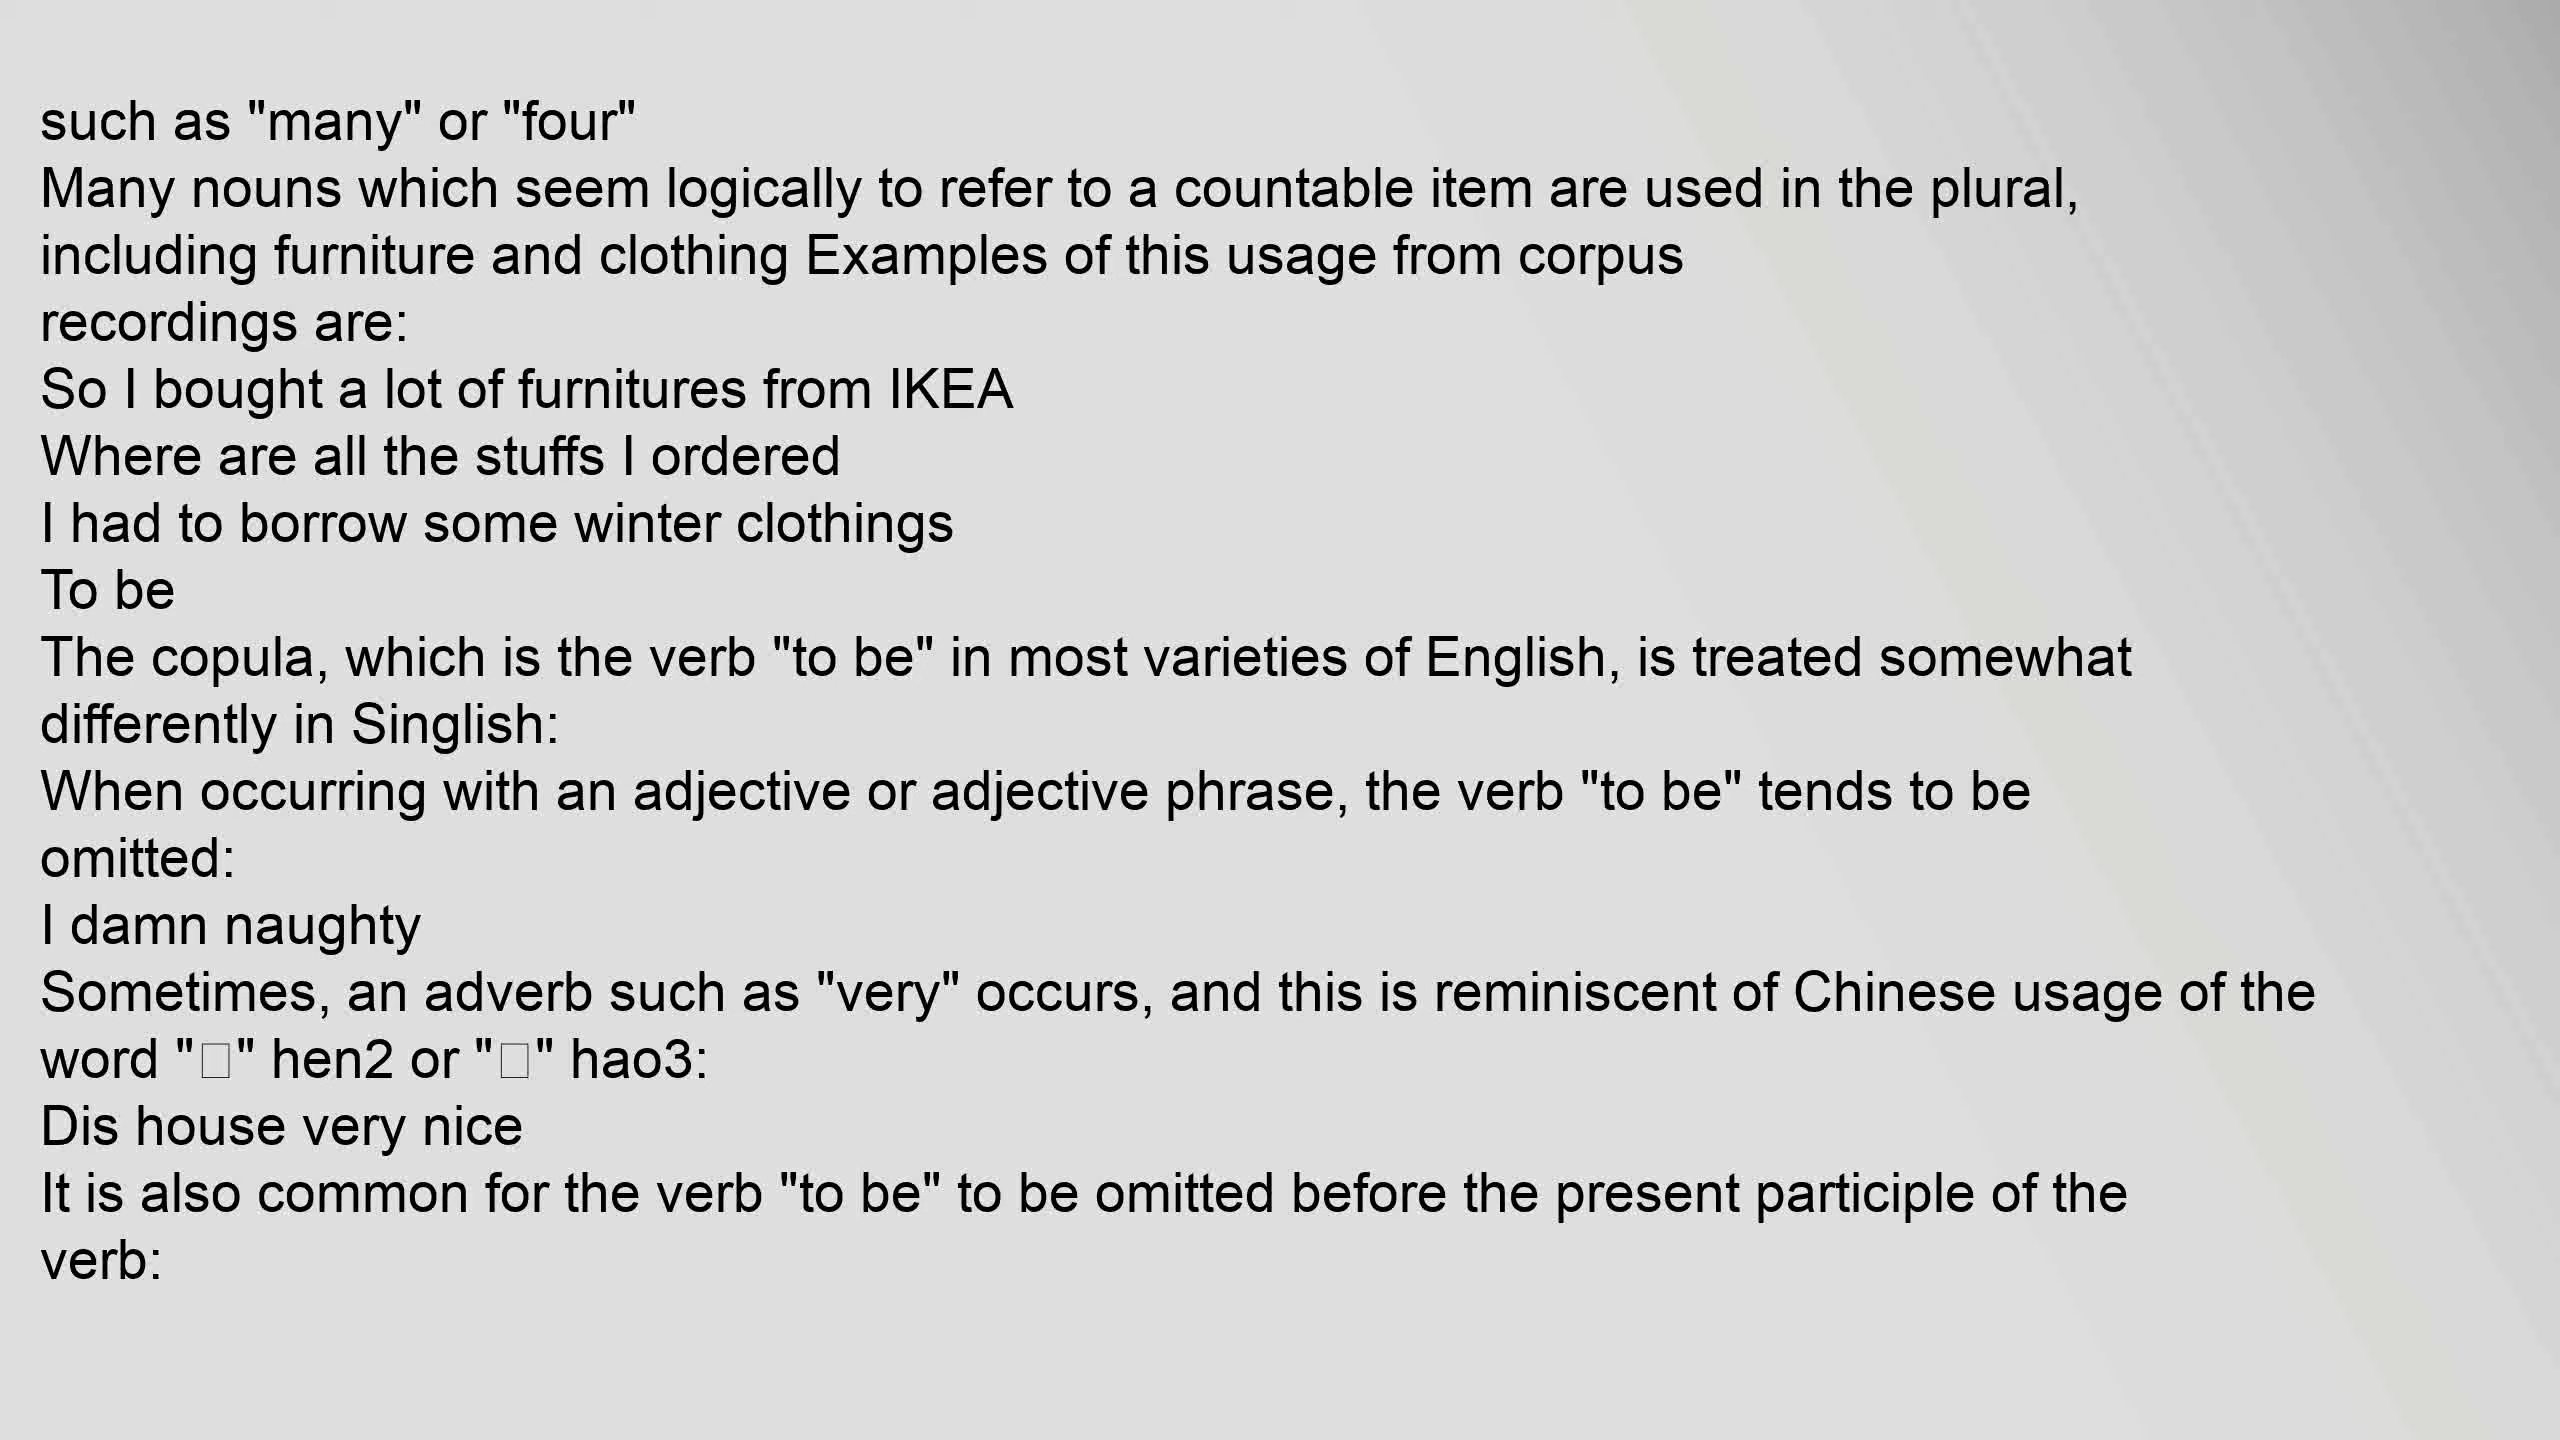 such as "many" or "four"
Many nouns which seem logically to refer to a countable item are used in the plural,
including furniture and clothing Examples of this usage from corpus
recordings are:
So I bought a lot of furnitures from IKEA
Where are all the stuffs I ordered
I had to borrow some winter clothings
To be
The copula, which is the verb "to be" in most varieties of English, is treated somewhat
differently in Singlish:
When occurring with an adjective or adjective phrase, the verb "to be" tends to be
omitted:
I damn naughty
Sometimes, an adverb such as "very" occurs, and this is reminiscent of Chinese usage of the
word "□" hen2 or "□" hao3:
Dis house very nice
It is also common for the verb "to be" to be omitted before the present participle of the
verb: